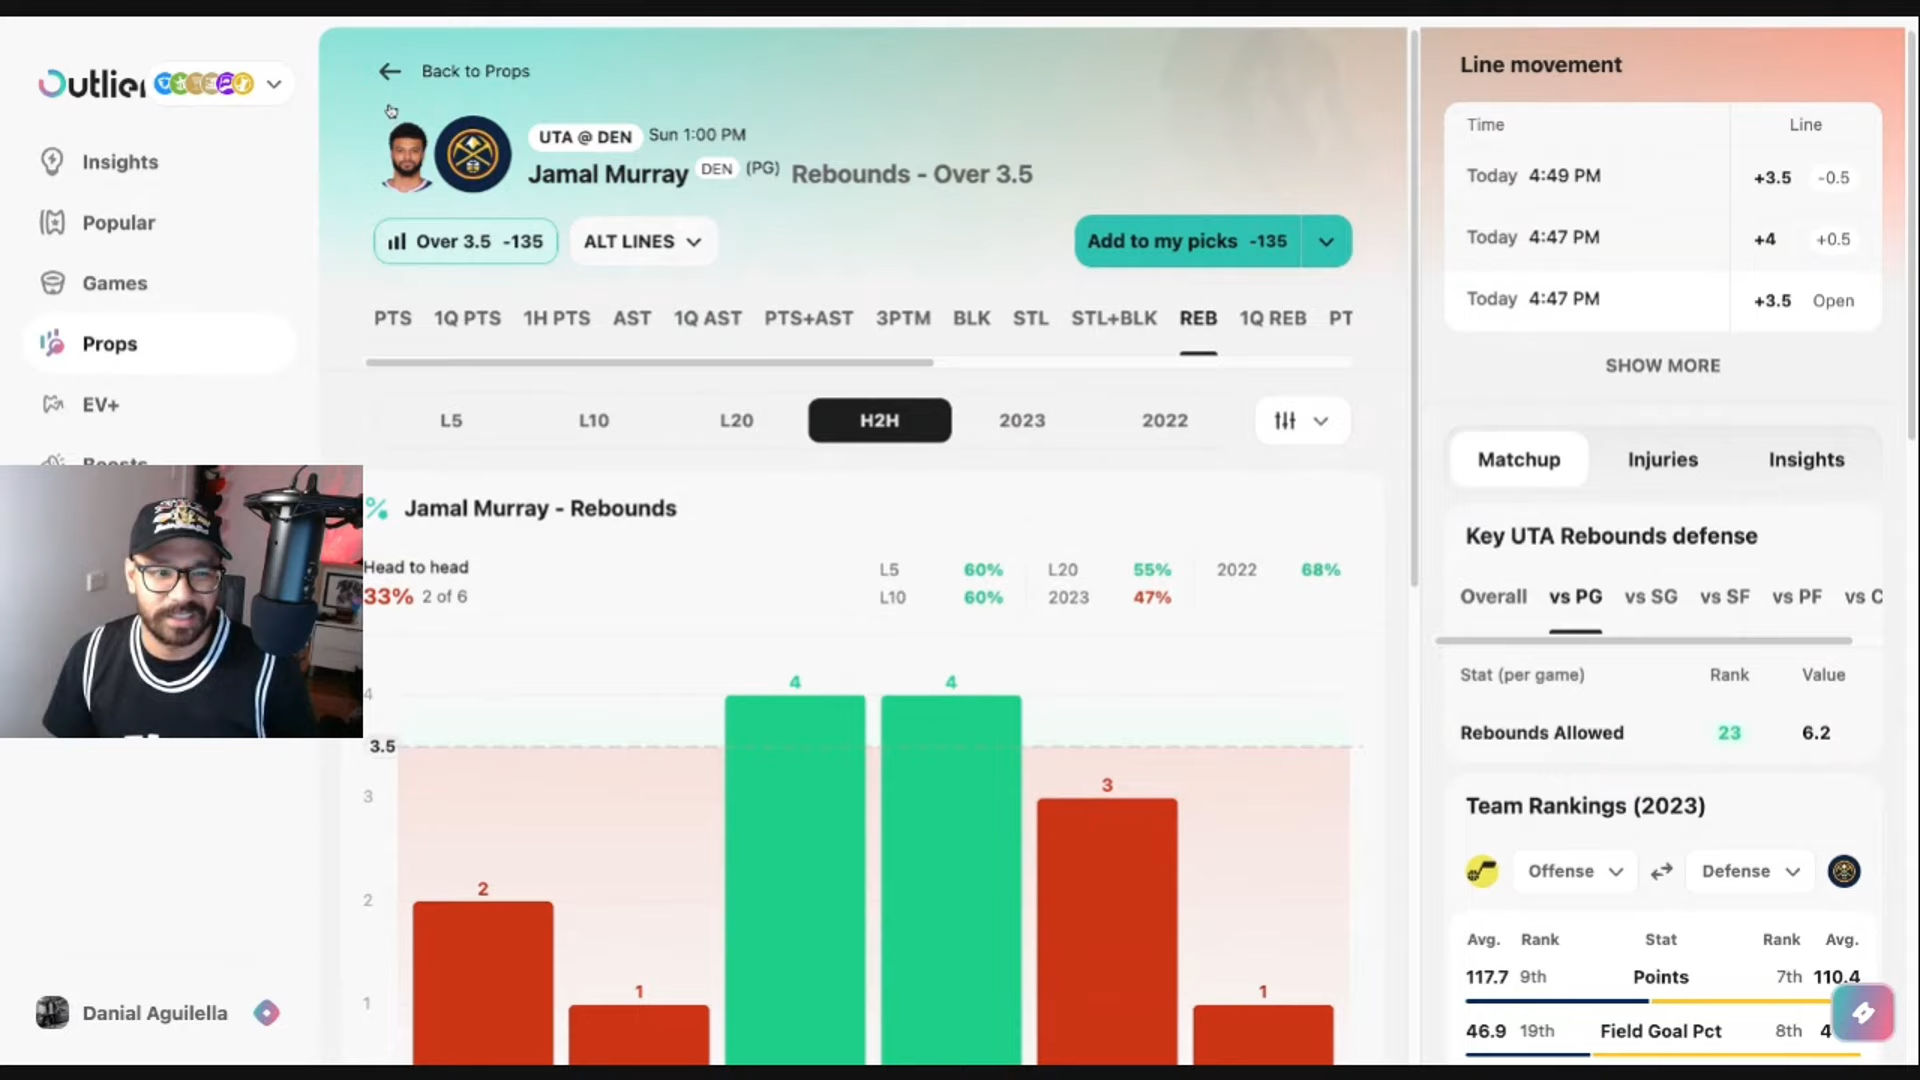 Outlier
Insights
Popular
Games
Props
EV+
Boosts
Danial Aguilella
Back to Props
UTA @ DEN Sun 1:00 PM
Jamal Murray DEN (PG) Rebounds - Over 3.5
Over 3.5 -135 ALT LINES
Add to my picks -135
PTS 1Q PTS 1H PTS AST 1Q AST PTS+AST 3PTM BLK STL STL+BLK REB 1Q REB PT
L5 L10 L20 H2H 2023 2022
Jamal Murray - Rebounds
Head to head
33% 2 of 6
L5 60% L20 55% 2022 68%
L10 60% 2023 47%
4
3.5
3
2
1
2
1
4
4
3
1
Line movement
Time Line
Today 4:49 PM +3.5 -0.5
Today 4:47 PM +4 +0.5
Today 4:47 PM +3.5 Open
SHOW MORE
Matchup Injuries Insights
Key UTA Rebounds defense
Overall vs PG vs SG vs SF vs PF vs C
Stat (per game) Rank Value
Rebounds Allowed 23 6.2
Team Rankings (2023)
Offense Defense
Avg. Rank Stat Rank Avg.
117.7 9th Points 7th 110.4
46.9 19th Field Goal Pct 8th 4